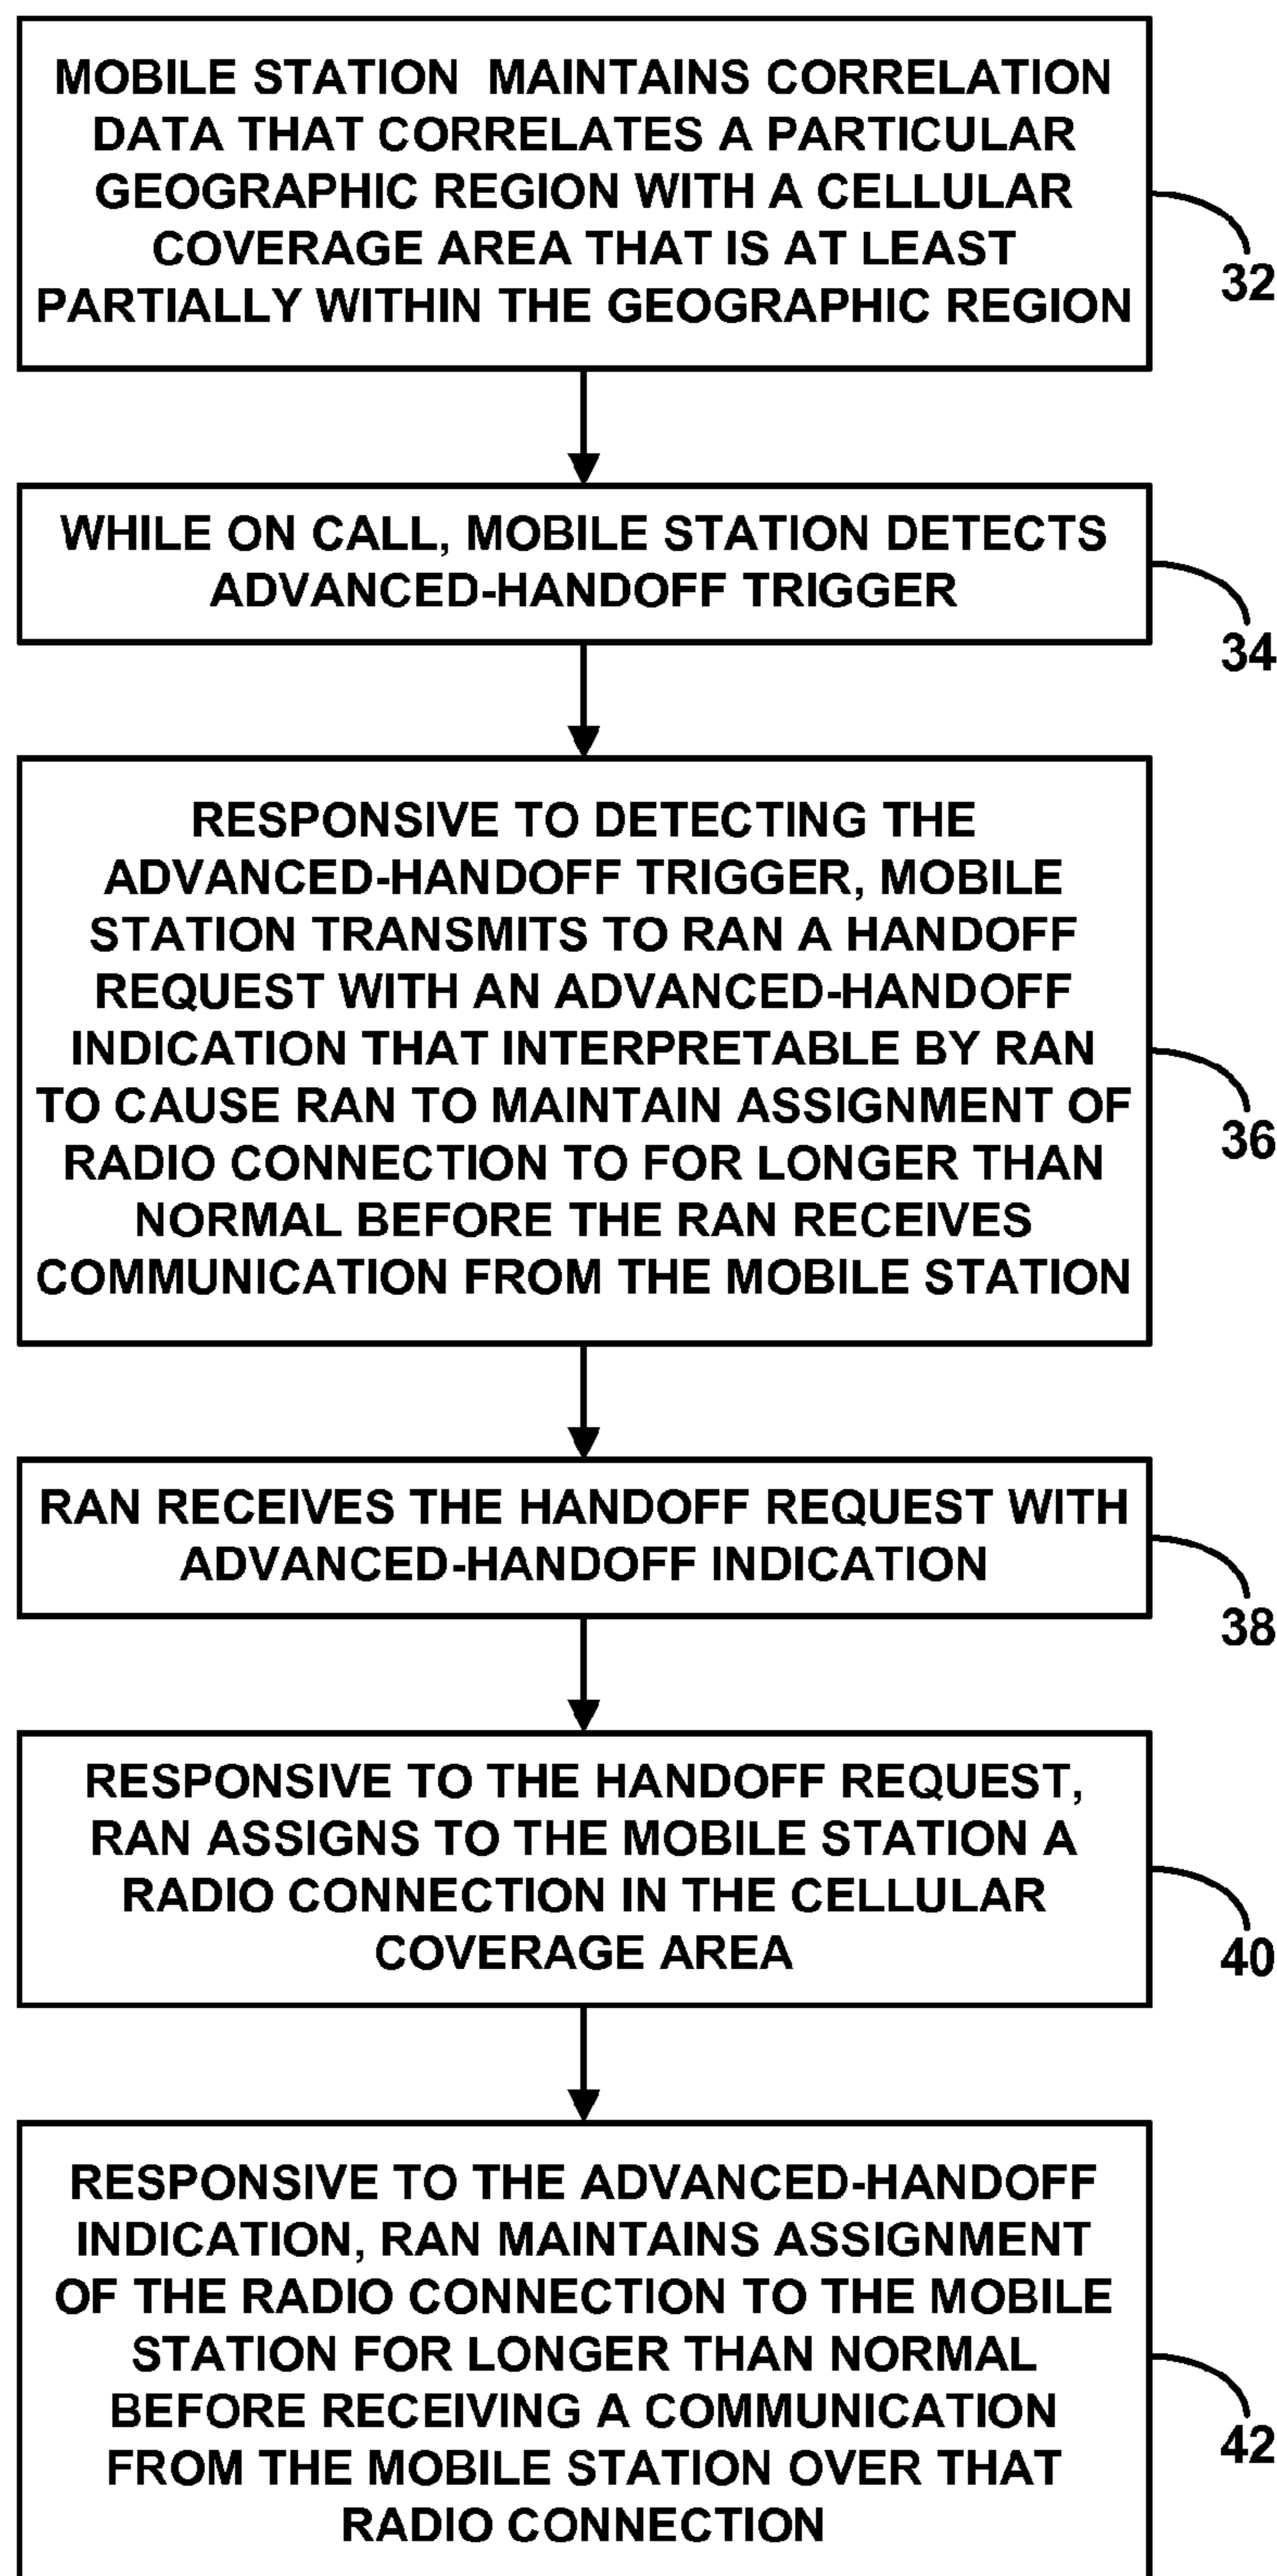 MOBILE STATION MAINTAINS CORRELATION
DATA THAT CORRELATES A PARTICULAR
GEOGRAPHIC REGION WITH A CELLULAR
COVERAGE AREA THAT IS AT LEAST
PARTIALLY WITHIN THE GEOGRAPHIC REGION
32
WHILE ON CALL, MOBILE STATION DETECTS
ADVANCED-HANDOFF TRIGGER
34
RESPONSIVE TO DETECTING THE
ADVANCED-HANDOFF TRIGGER, MOBILE
STATION TRANSMITS TO RAN A HANDOFF
REQUEST WITH AN ADVANCED-HANDOFF
INDICATION THAT INTERPRETABLE BY RAN
TO CAUSE RAN TO MAINTAIN ASSIGNMENT OF
RADIO CONNECTION TO FOR LONGER THAN
NORMAL BEFORE THE RAN RECEIVES
COMMUNICATION FROM THE MOBILE STATION
36
RAN RECEIVES THE HANDOFF REQUEST WITH
ADVANCED-HANDOFF INDICATION
38
RESPONSIVE TO THE HANDOFF REQUEST,
RAN ASSIGNS TO THE MOBILE STATION A
RADIO CONNECTION IN THE CELLULAR
COVERAGE AREA
40
RESPONSIVE TO THE ADVANCED-HANDOFF
INDICATION, RAN MAINTAINS ASSIGNMENT
OF THE RADIO CONNECTION TO THE MOBILE
STATION FOR LONGER THAN NORMAL
BEFORE RECEIVING A COMMUNICATION
FROM THE MOBILE STATION OVER THAT
RADIO CONNECTION
42